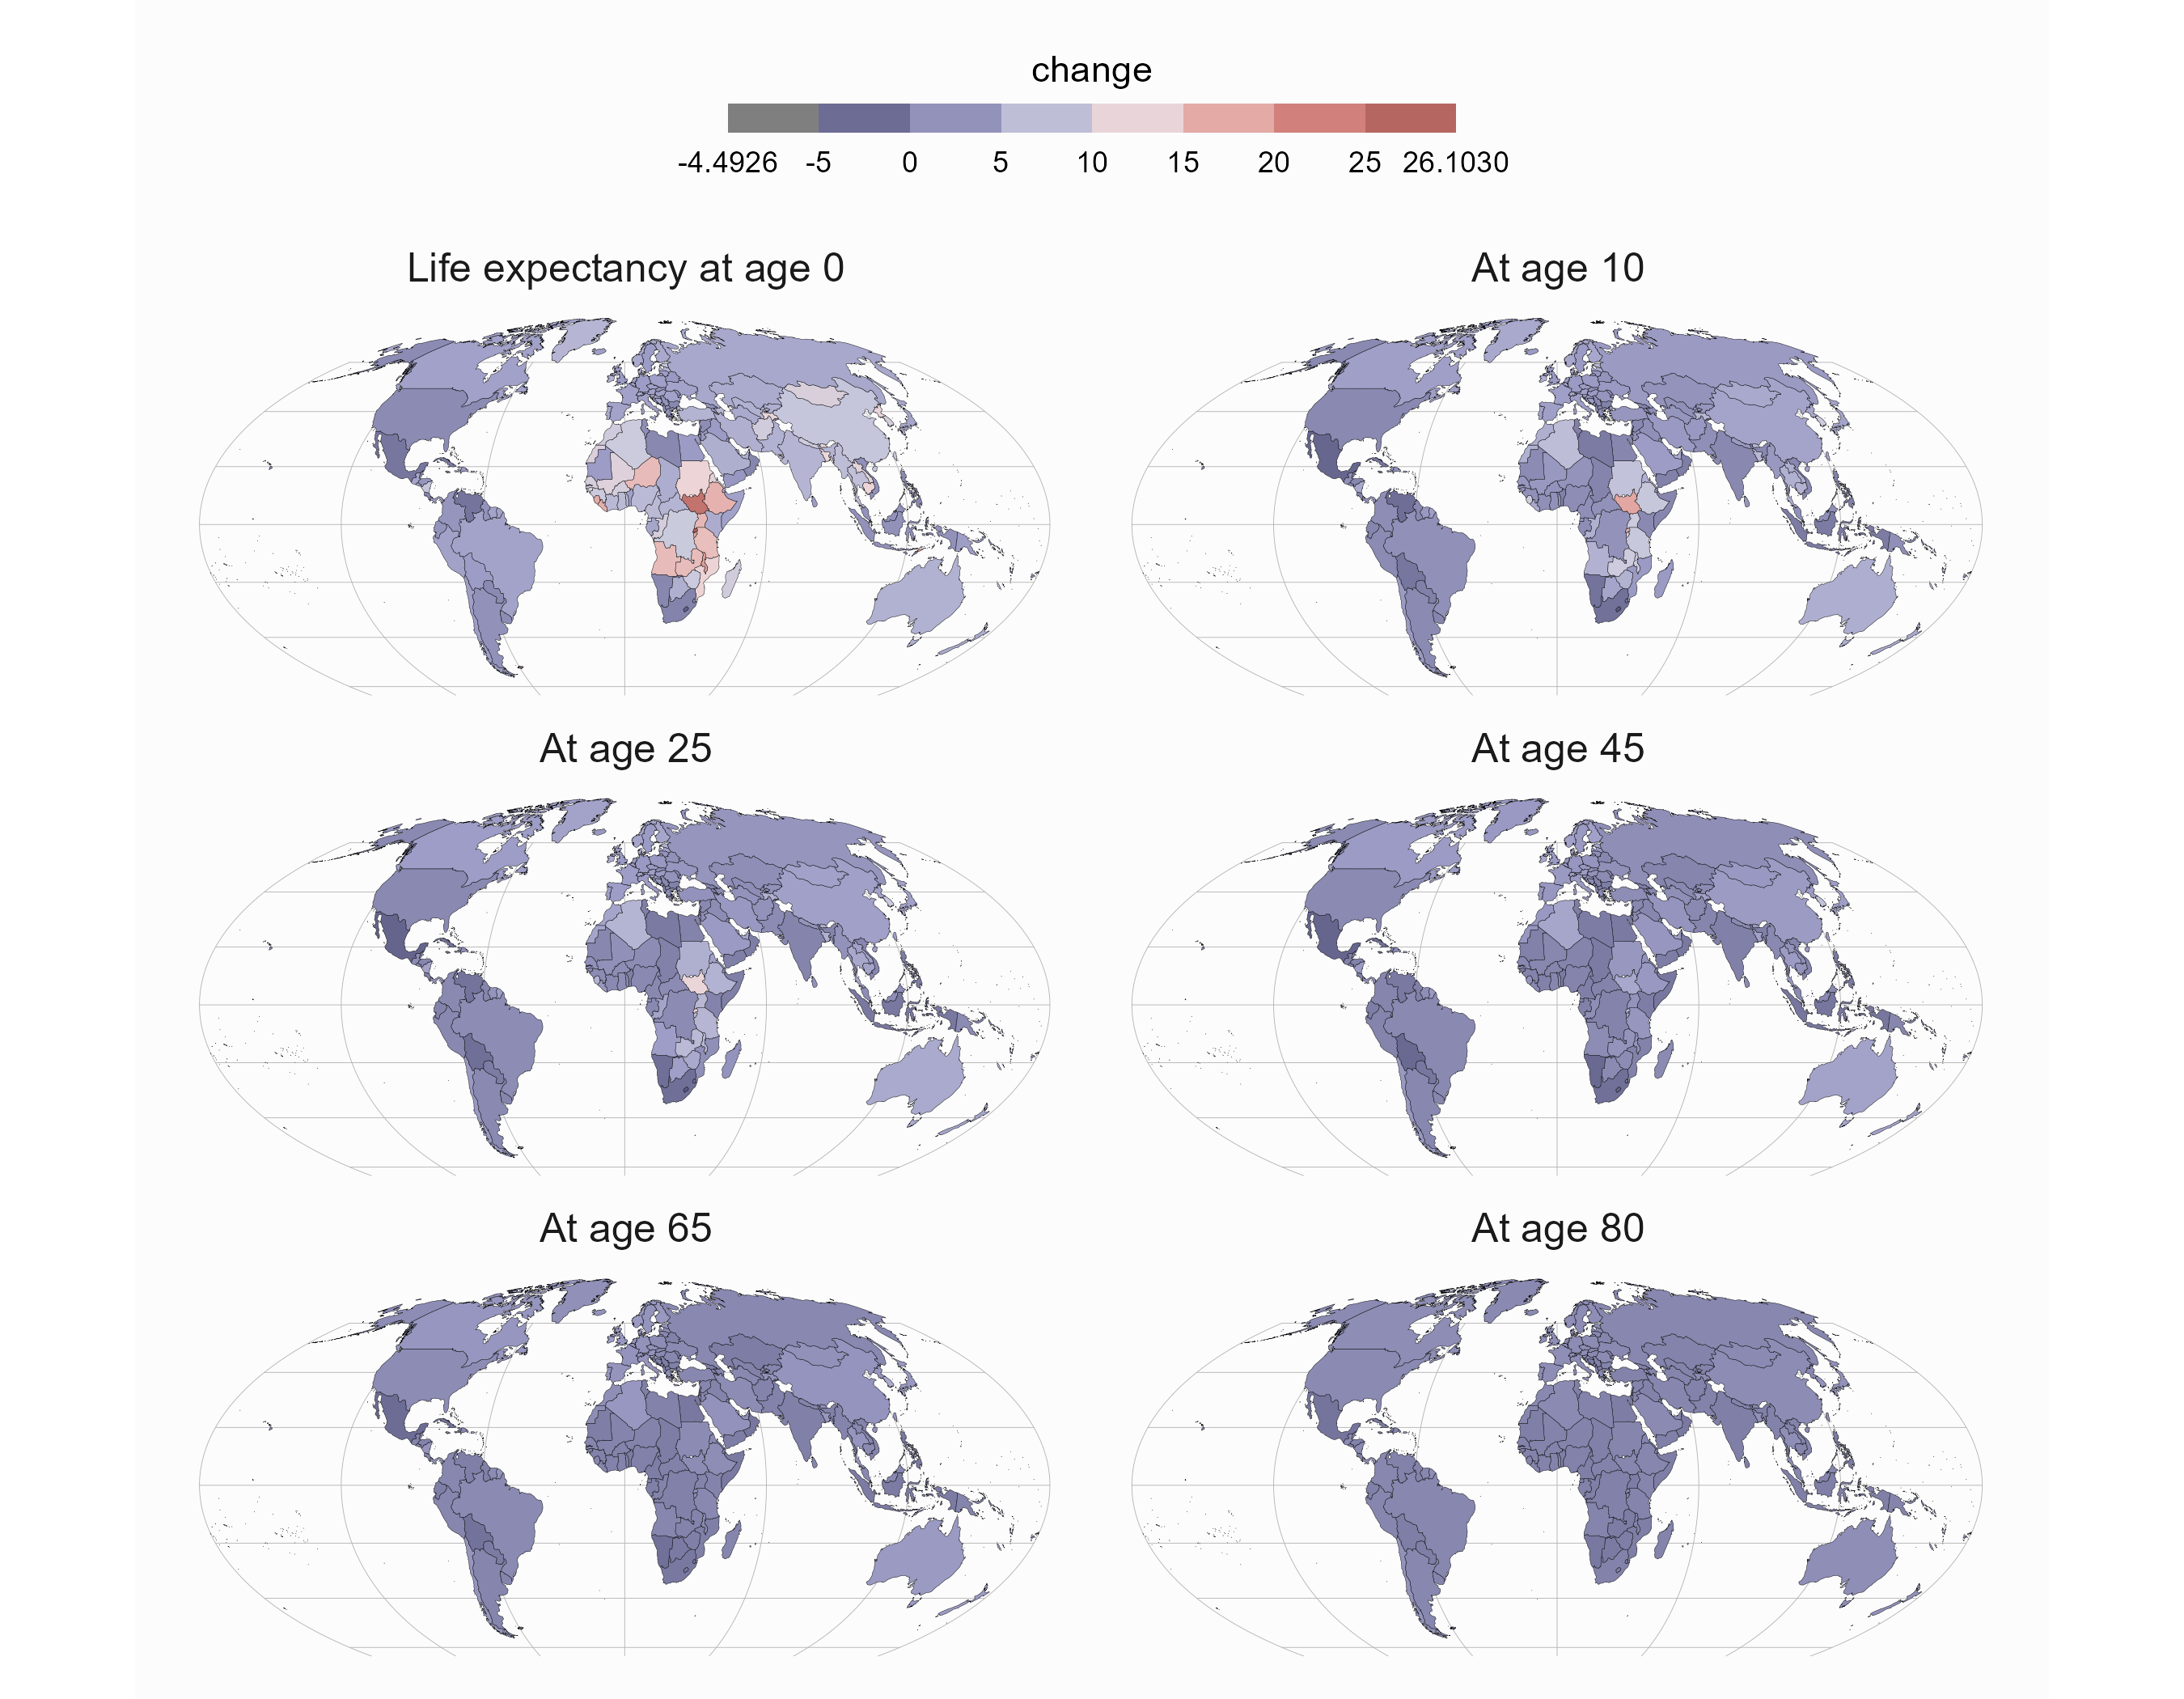 change
-4.4926 -5 0 5 10 15 20 25 26.1030
Life expectancy at age 0
At age 10
At age 25
At age 45
At age 65
At age 80